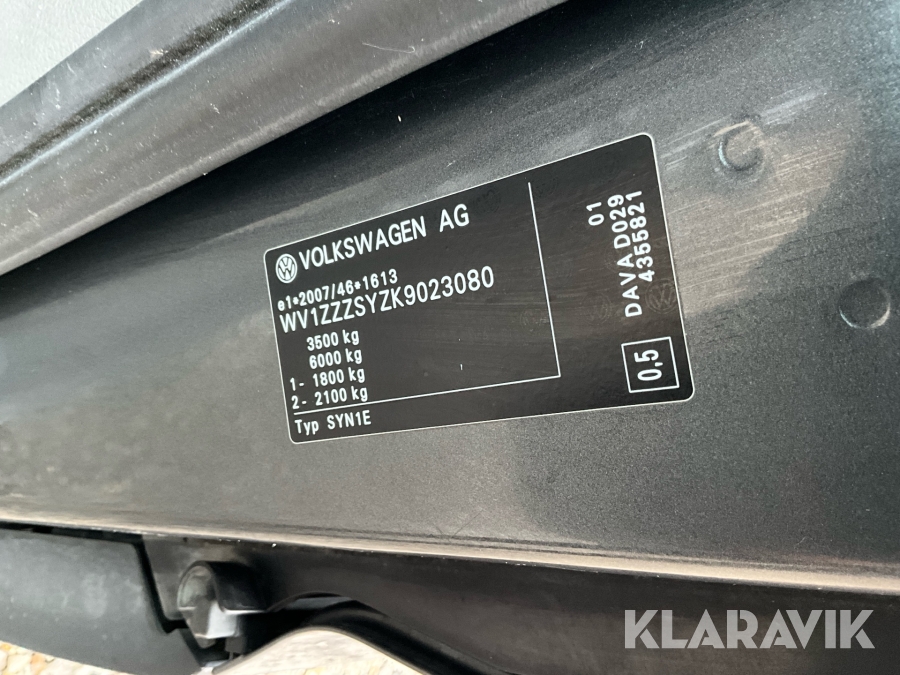 VOLKSWAGEN AG
e1*2007/46*1613
WV1ZZZSYZK9023080
3500 kg
6000 kg
1- 1800 kg
2- 2100 kg
Typ SYN1E
01
DAVAD029
4355821
0,5
KLARAVIK